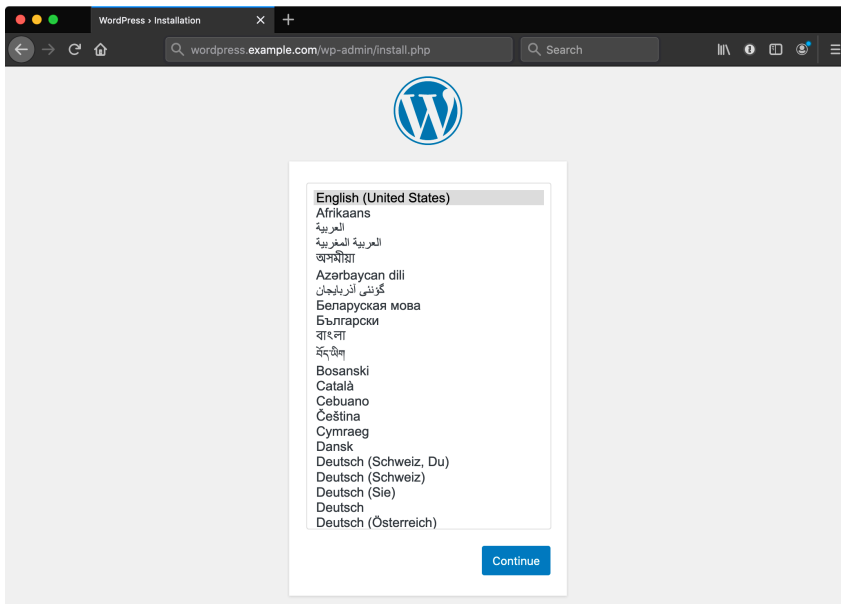 WordPress › Installation
wordpress.example.com/wp-admin/install.php
Search
English (United States)
Afrikaans
العربية
العربية المغربية
অসমীয়া
Azərbaycan dili
گؤنئی آذربایجان
Беларуская мова
Български
বাংলা
བོད་ཡིག
Bosanski
Català
Cebuano
Čeština
Cymraeg
Dansk
Deutsch (Schweiz, Du)
Deutsch (Schweiz)
Deutsch (Sie)
Deutsch
Deutsch (Österreich)
Continue